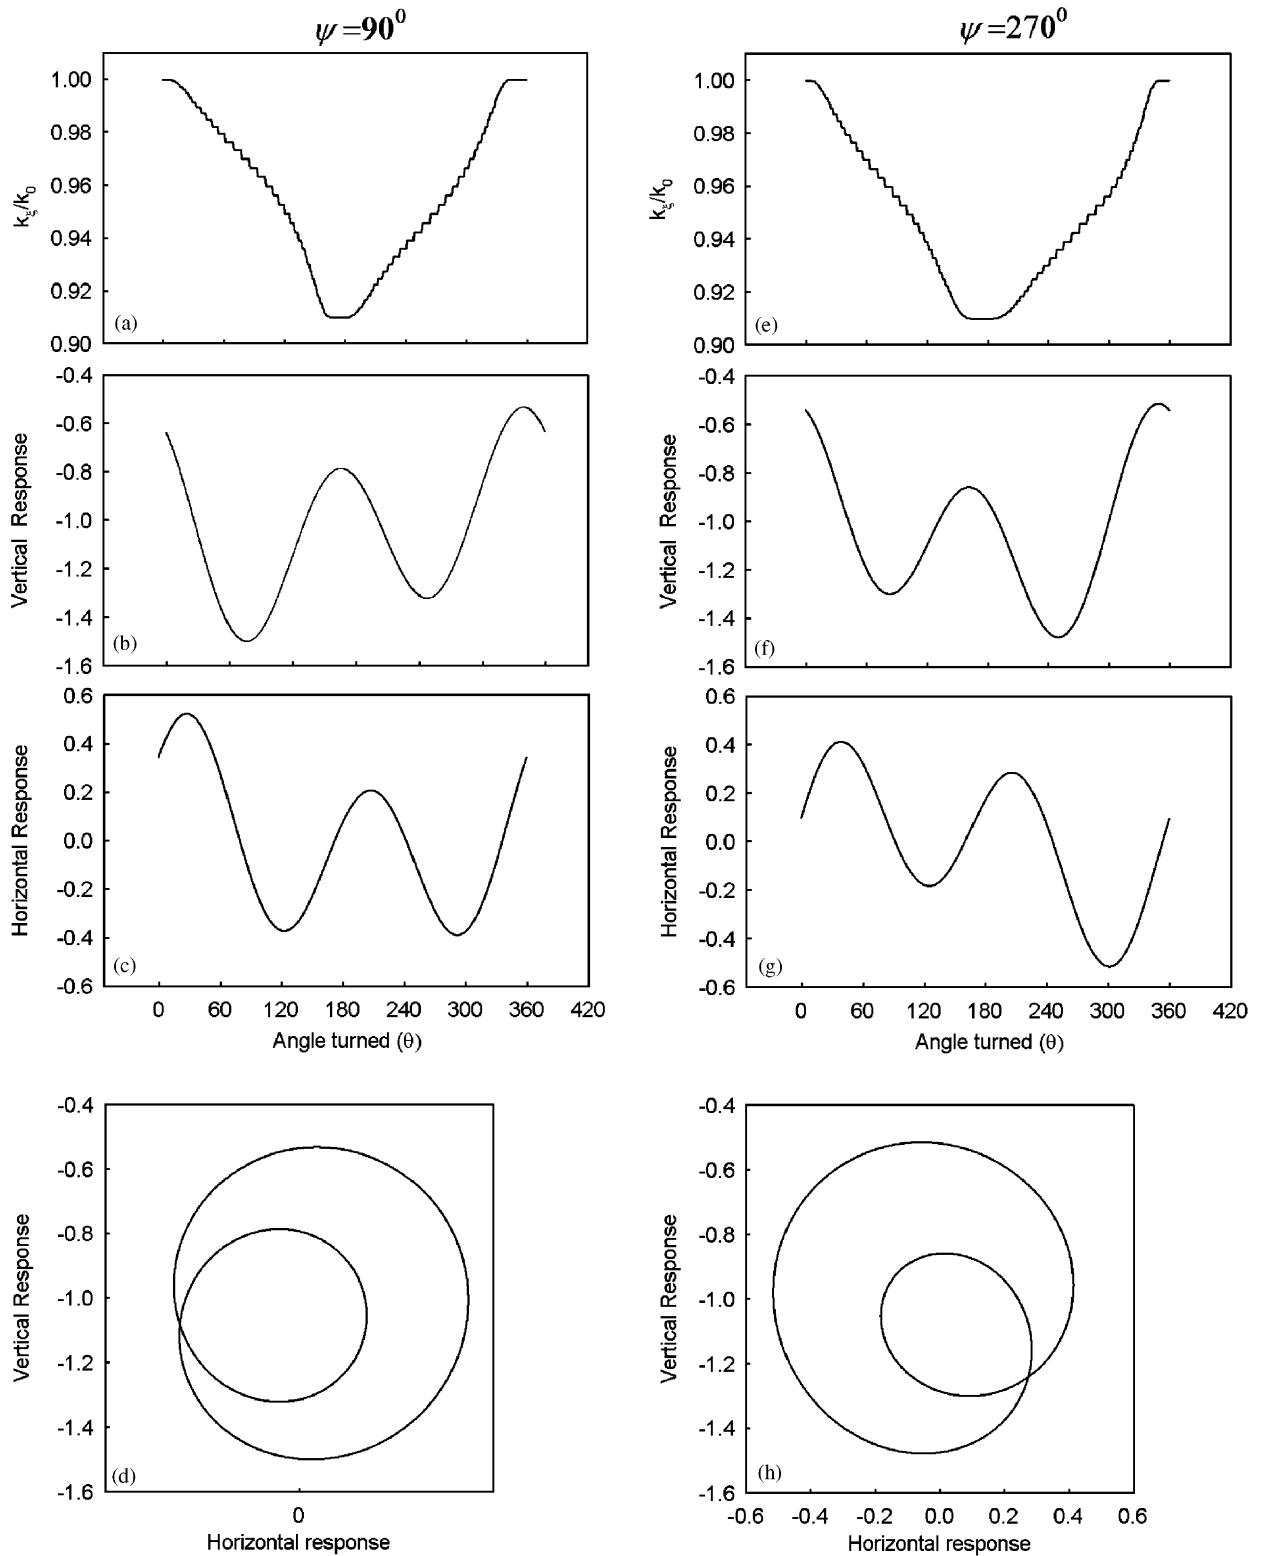 ψ=90⁰
1.00
0.98
0.96
0.94
0.92
0.90
kξ/k0
(a)
-0.4
-0.6
-0.8
-1.0
-1.2
-1.4
-1.6
Vertical Response
(b)
0.6
0.4
0.2
0.0
-0.2
-0.4
-0.6
Horizontal Response
(c)
0 60 120 180 240 300 360 420
Angle turned (θ)
-0.4
-0.6
-0.8
-1.0
-1.2
-1.4
-1.6
Vertical Response
(d)
0
Horizontal response
ψ=270⁰
1.00
0.98
0.96
0.94
0.92
0.90
kξ/k0
(e)
-0.4
-0.6
-0.8
-1.0
-1.2
-1.4
-1.6
Vertical Response
(f)
0.6
0.4
0.2
0.0
-0.2
-0.4
-0.6
Horizontal Response
(g)
0 60 120 180 240 300 360 420
Angle turned (θ)
-0.4
-0.6
-0.8
-1.0
-1.2
-1.4
-1.6
Vertical Response
(h)
-0.6 -0.4 -0.2 0.0 0.2 0.4 0.6
Horizontal response